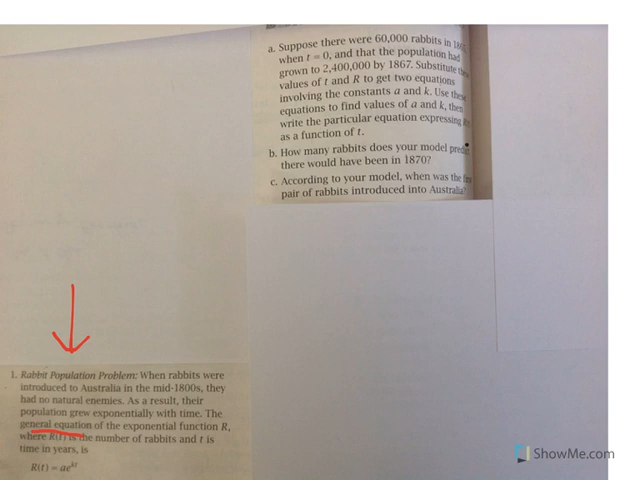 a. Suppose there were 60,000 rabbits in
when t = 0, and that the population had
grown to 2,400,000 by 1867. Substitute
values of t and R to get two equations
involving the constants a and k. Use these
equations to find values of a and k, then
write the particular equation expressing
as a function of t.
b. How many rabbits does your model predict
there would have been in 1870?
c. According to your model, when was the first
pair of rabbits introduced into Australia?
1. Rabbit Population Problem: When rabbits were
introduced to Australia in the mid-1800s, they
had no natural enemies. As a result, their
population grew exponentially with time. The
general equation of the exponential function R,
where R(t) is the number of rabbits and t is
time in years, is
R(t) = ae^{kt}
ShowMe.com